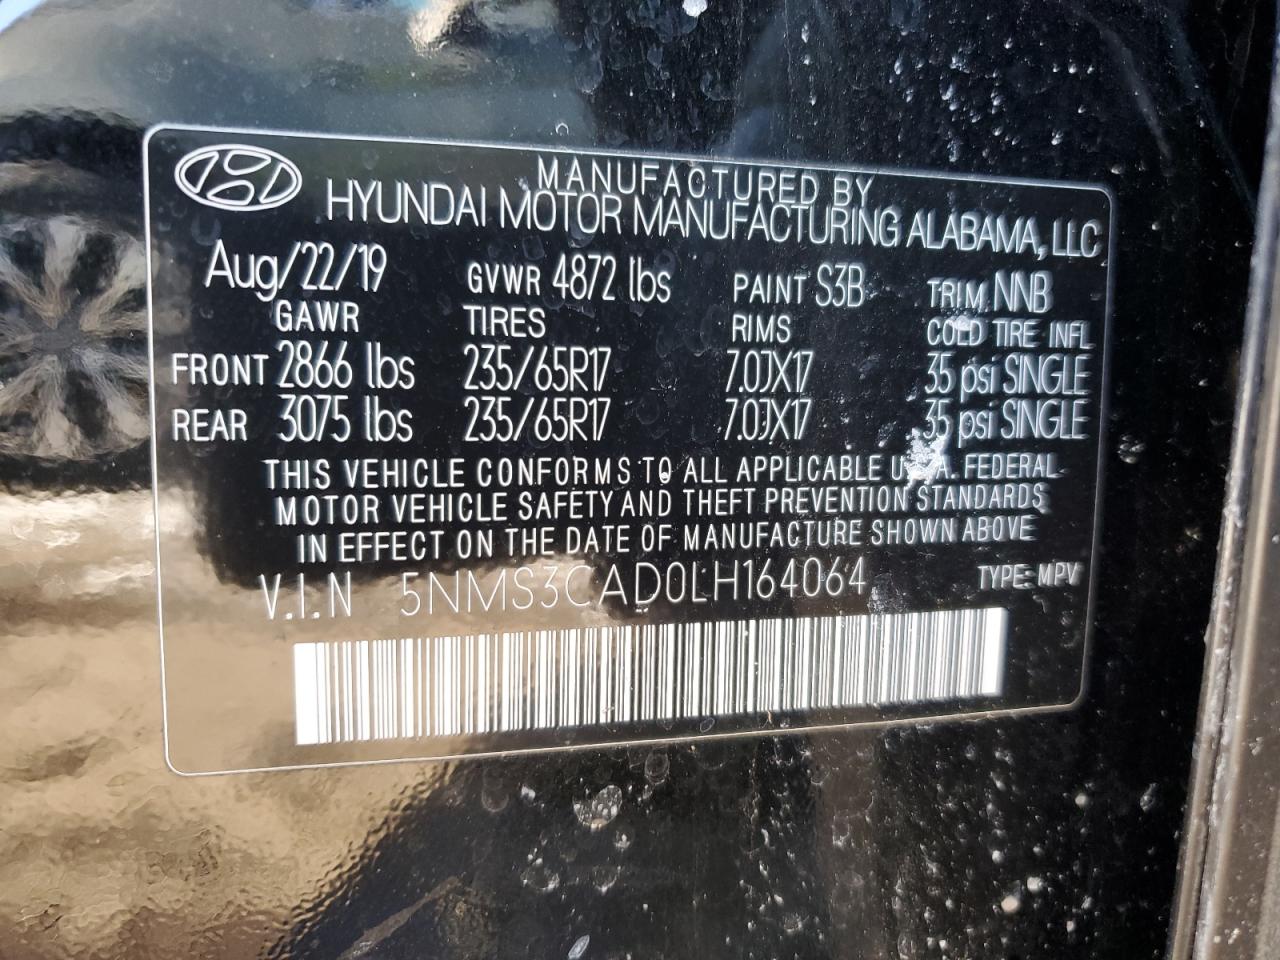 MANUFACTURED BY
HYUNDAI MOTOR MANUFACTURING ALABAMA, LLC
Aug/22/19 GVWR 4872 lbs PAINT S3B TRIM NNB
GAWR TIRES RIMS COLD TIRE INFL
FRONT 2866 lbs 235/65R17 7.0JX17 35 psi SINGLE
REAR 3075 lbs 235/65R17 7.0JX17 35 psi SINGLE
THIS VEHICLE CONFORMS TO ALL APPLICABLE U.S.A. FEDERAL
MOTOR VEHICLE SAFETY AND THEFT PREVENTION STANDARDS
IN EFFECT ON THE DATE OF MANUFACTURE SHOWN ABOVE
V.I.N 5NMS3CAD0LH164064 TYPE: MPV